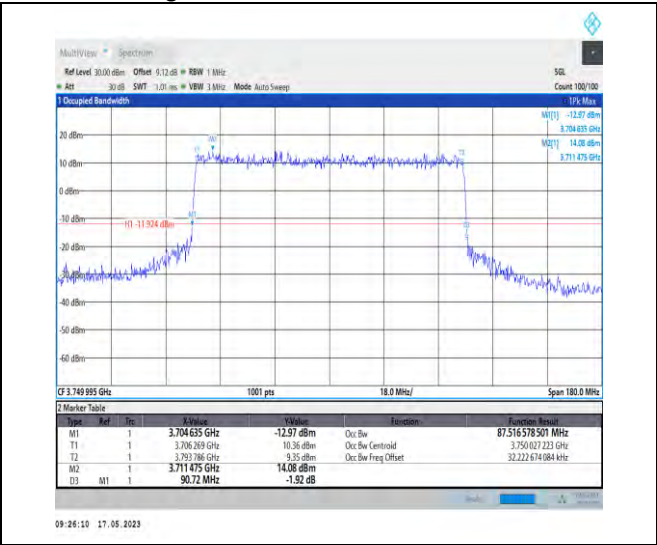 MultiView Spectrum
Ref Level 30.00 dBm Offset 9.12 dB RBW 1 MHz SGL
Att 30 dB SWT 1.01 ms VBW 3 MHz Mode Auto Sweep Count 100/100
1 Occupied Bandwidth 1Pk Max
M1[1] -12.97 dBm
3.704 635 GHz
M2[1] 14.08 dBm
3.711 475 GHz
20 dBm
10 dBm
0 dBm
-10 dBm
H1 -11.924 dBm
-20 dBm
-30 dBm
-40 dBm
-50 dBm
-60 dBm
M2
T1
T2
M1
D3
CF 3.749 995 GHz 1001 pts 18.0 MHz/ Span 180.0 MHz
2 Marker Table
Type Ref Trc X-Value Y-Value Function Function Result
M1 1 3.704 635 GHz -12.97 dBm Occ Bw 87.516 578 501 MHz
T1 1 3.706 269 GHz 10.36 dBm Occ Bw Centroid 3.750 027 223 GHz
T2 1 3.793 786 GHz 9.35 dBm Occ Bw Freq Offset 32.222 674 084 kHz
M2 1 3.711 475 GHz 14.08 dBm
D3 M1 1 90.72 MHz -1.92 dB
09:26:10 17.05.2023